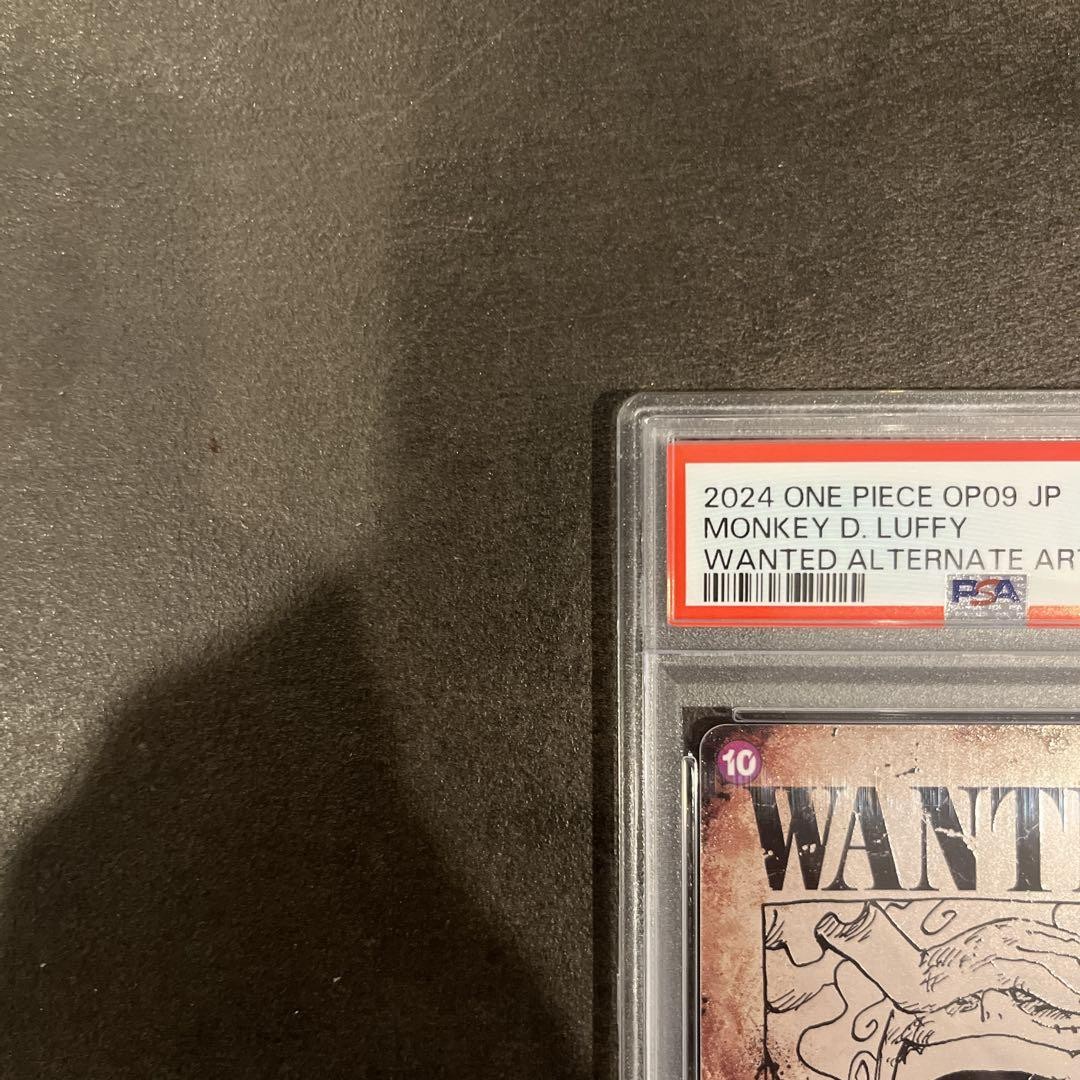 2024 ONE PIECE OP09 JP
MONKEY D. LUFFY
WANTED ALTERNATE AR
PSA
10
WANT